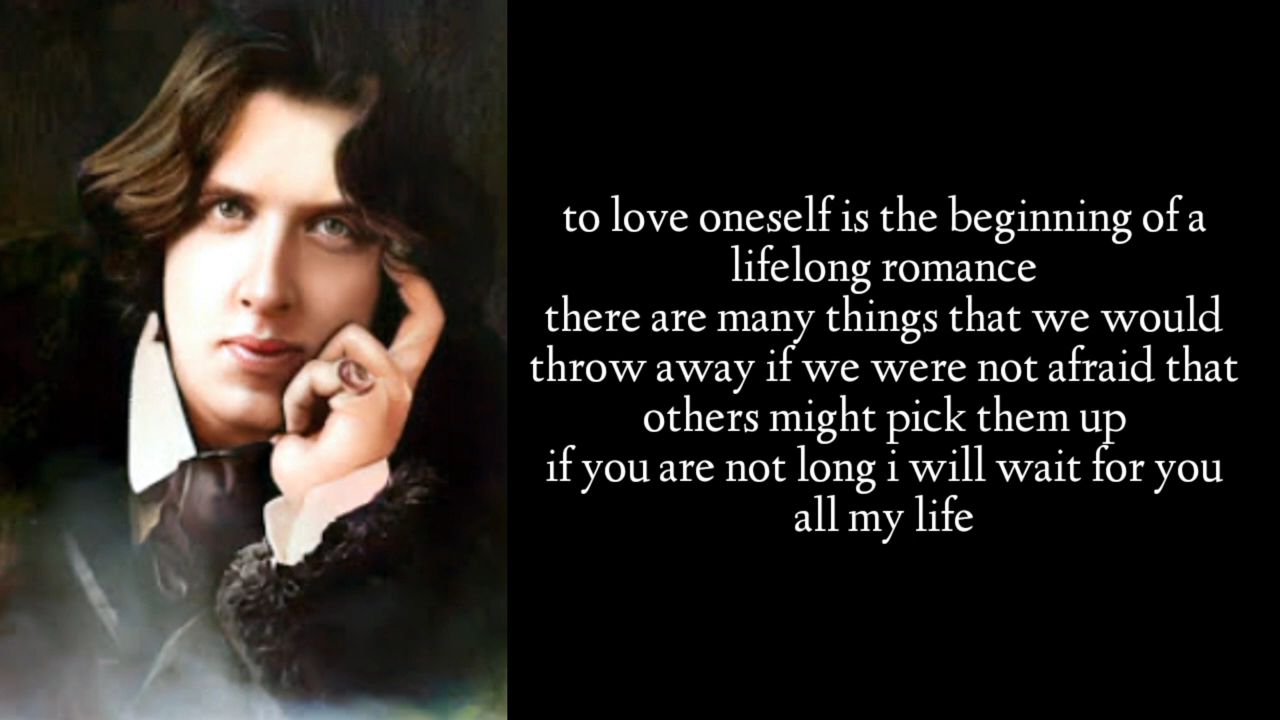 to love oneself is the beginning of a
lifelong romance
there are many things that we would
throw away if we were not afraid that
others might pick them up
if you are not long i will wait for you
all my life